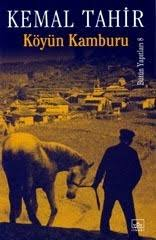 KEMAL TAHİR
Köyün Kamburu
Bütün Yapıtları 8